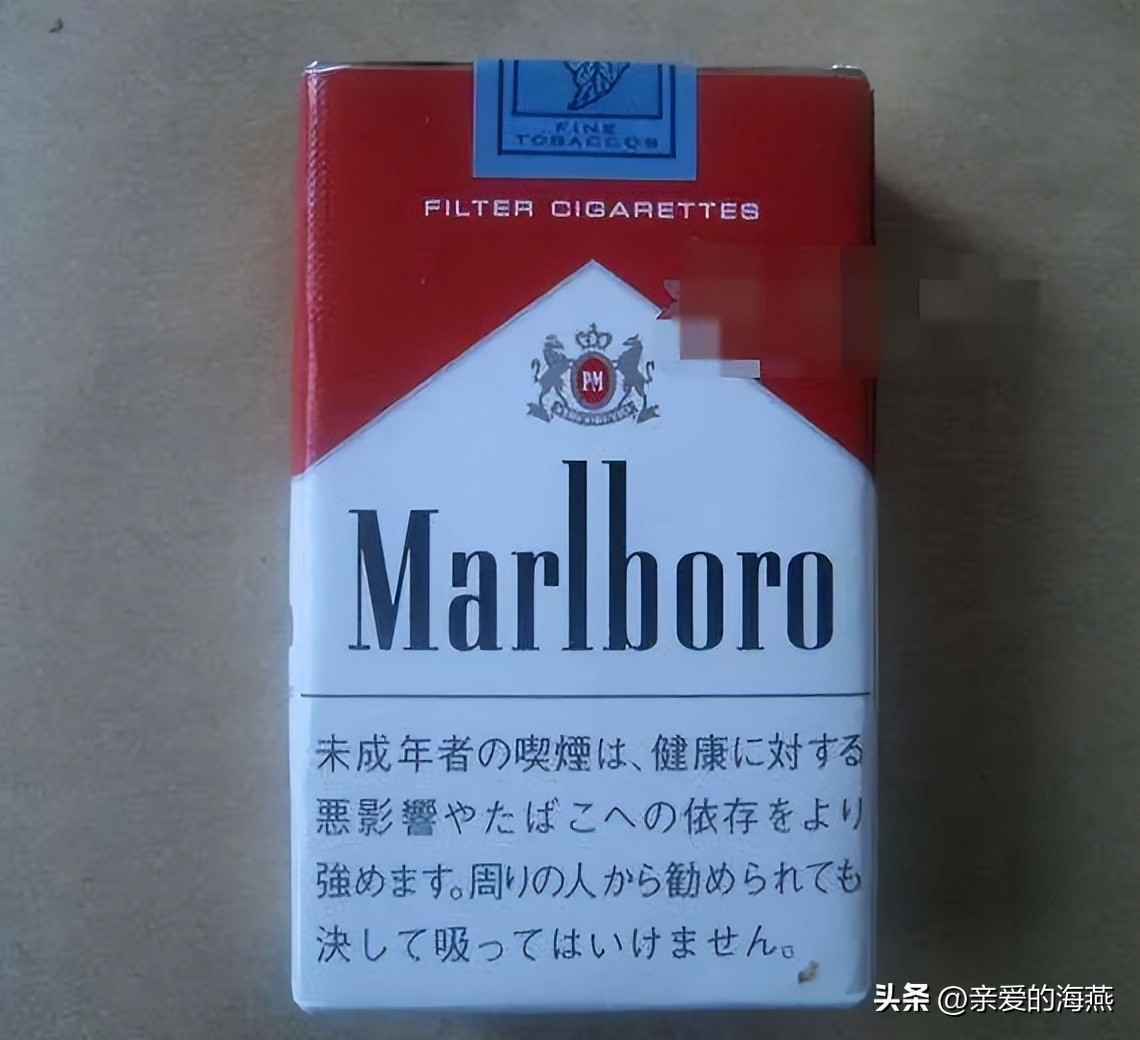 FINE
TOBACCOS
FILTER CIGARETTES
PM
Marlboro
未成年者の喫煙は、健康に対する
悪影響やたばこへの依存をより
強めます。周りの人から勧められても
決して吸ってはいけません。
头条 @亲爱的海燕